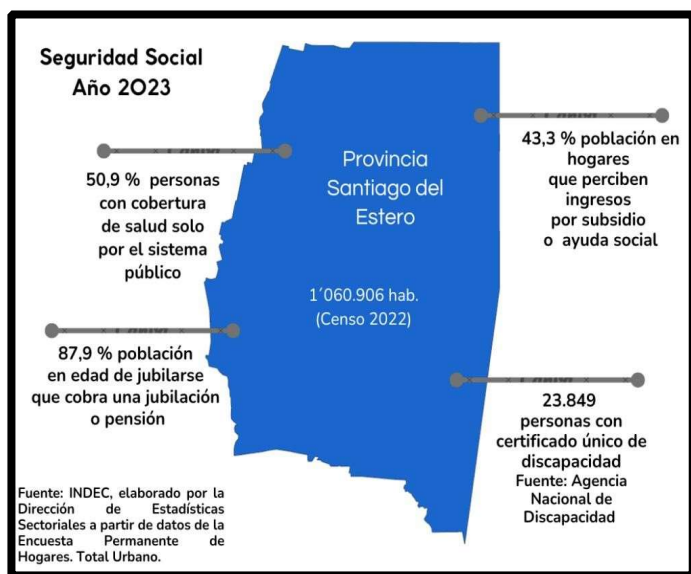 Seguridad Social
Año 2023
50,9 % personas
con cobertura
de salud solo
por el sistema
público
87,9 % población
en edad de jubilarse
que cobra una jubilación
o pensión
Provincia
Santiago del
Estero
1´060.906 hab.
(Censo 2022)
43,3 % población en
hogares
que perciben
ingresos
por subsidio
o ayuda social
23.849
personas con
certificado único de
discapacidad
Fuente: Agencia
Nacional de
Discapacidad
Fuente: INDEC, elaborado por la
Dirección de Estadísticas
Sectoriales a partir de datos de la
Encuesta Permanente de
Hogares. Total Urbano.